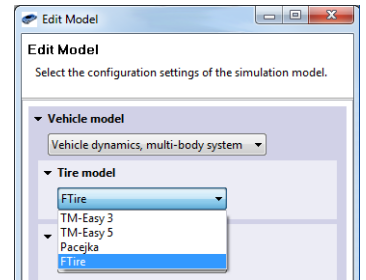 Edit Model
Edit Model
Select the configuration settings of the simulation model.
Vehicle model
Vehicle dynamics, multi-body system
Tire model
FTire
TM-Easy 3
TM-Easy 5
Pacejka
FTire